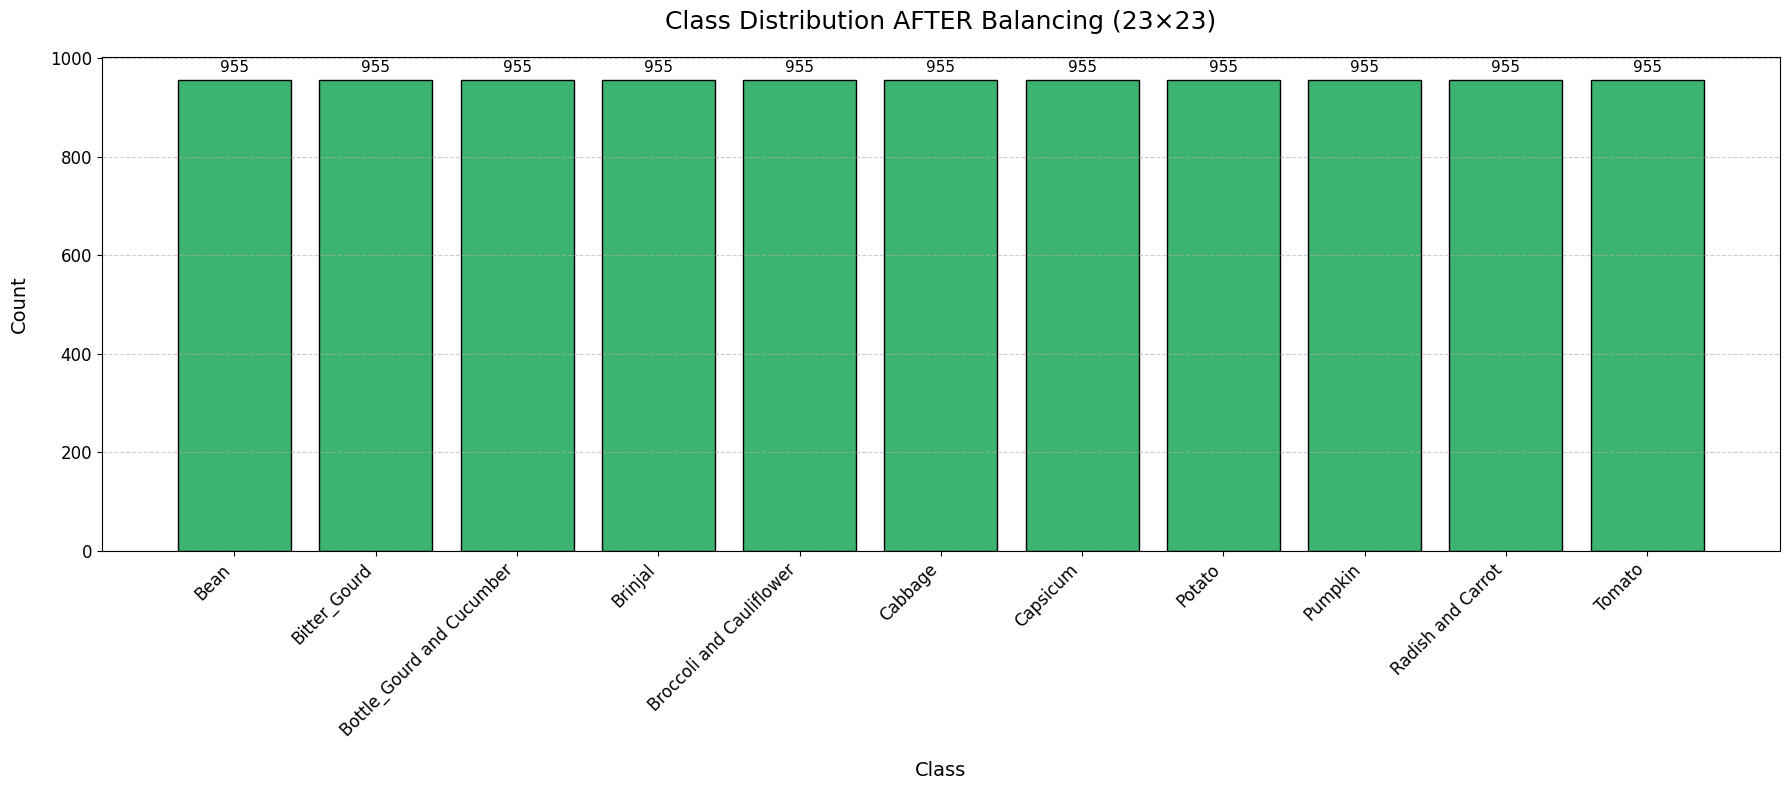 Class Distribution AFTER Balancing (23×23)
Count
1000
800
600
400
200
0
955
955
955
955
955
955
955
955
955
955
955
Bean
Bitter_Gourd
Bottle_Gourd and Cucumber
Brinjal
Broccoli and Cauliflower
Cabbage
Capsicum
Potato
Pumpkin
Radish and Carrot
Tomato
Class